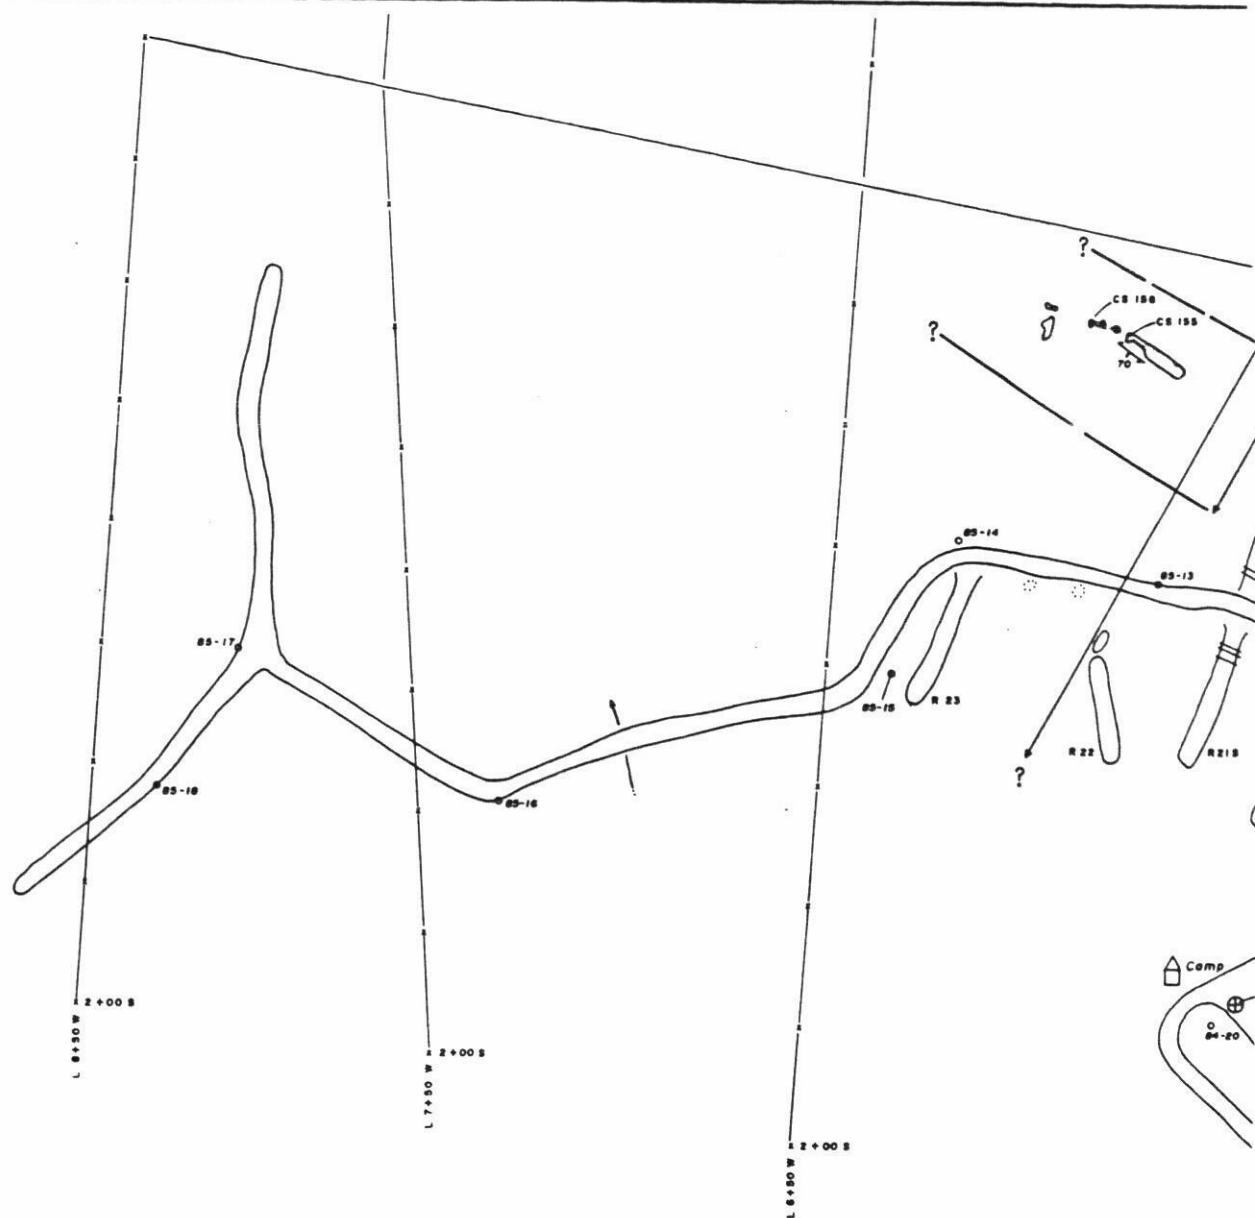 ?
CS 156
CS 155
?
70
85-14
85-13
85-17
85-15
R 23
R 22
R21S
?
85-18
85-16
Camp
2+00 S
84-20
2+00 S
L 8+50 W
L 7+50 W
2+00 S
L 6+50 W